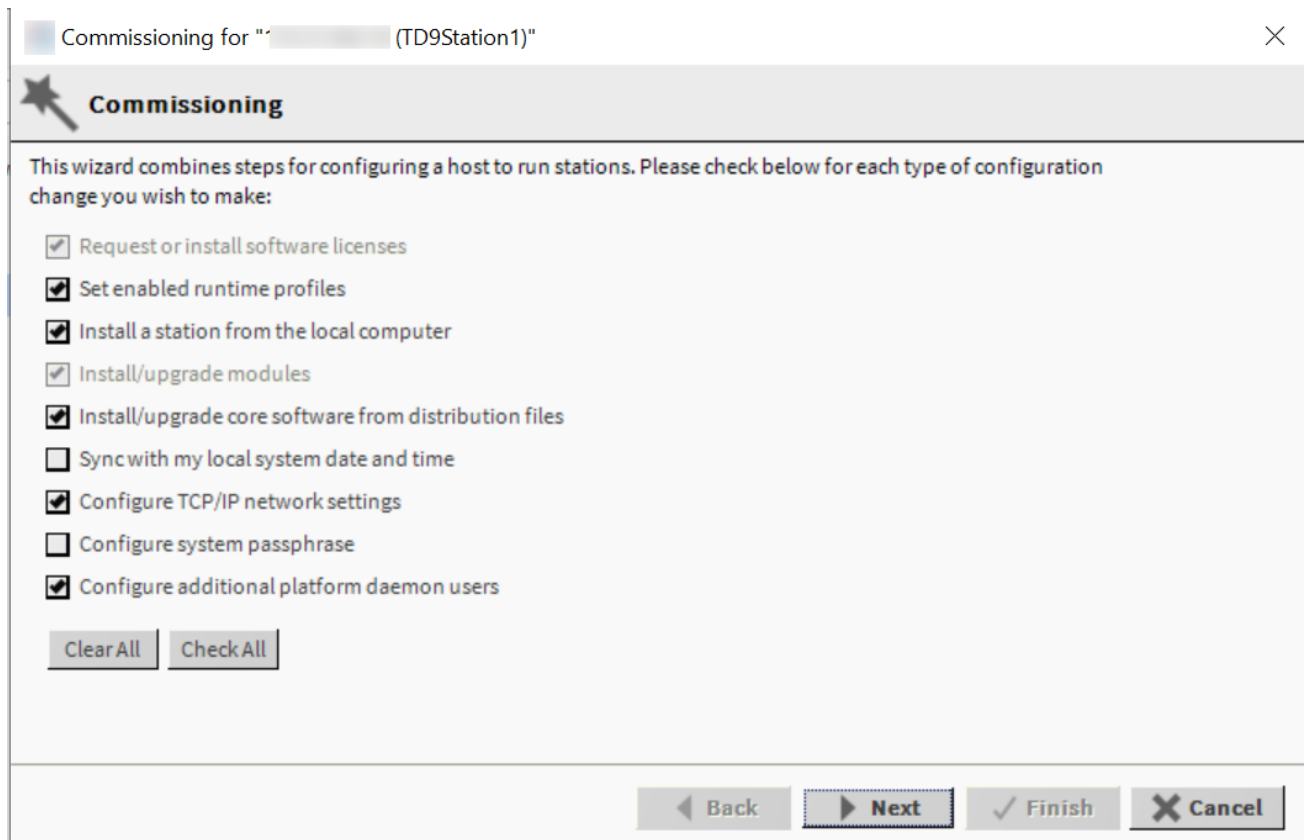 Commissioning for " (TD9Station1)"
Commissioning
This wizard combines steps for configuring a host to run stations. Please check below for each type of configuration
change you wish to make:
Request or install software licenses
Set enabled runtime profiles
Install a station from the local computer
Install/upgrade modules
Install/upgrade core software from distribution files
Sync with my local system date and time
Configure TCP/IP network settings
Configure system passphrase
Configure additional platform daemon users
Clear All Check All
Back Next Finish Cancel